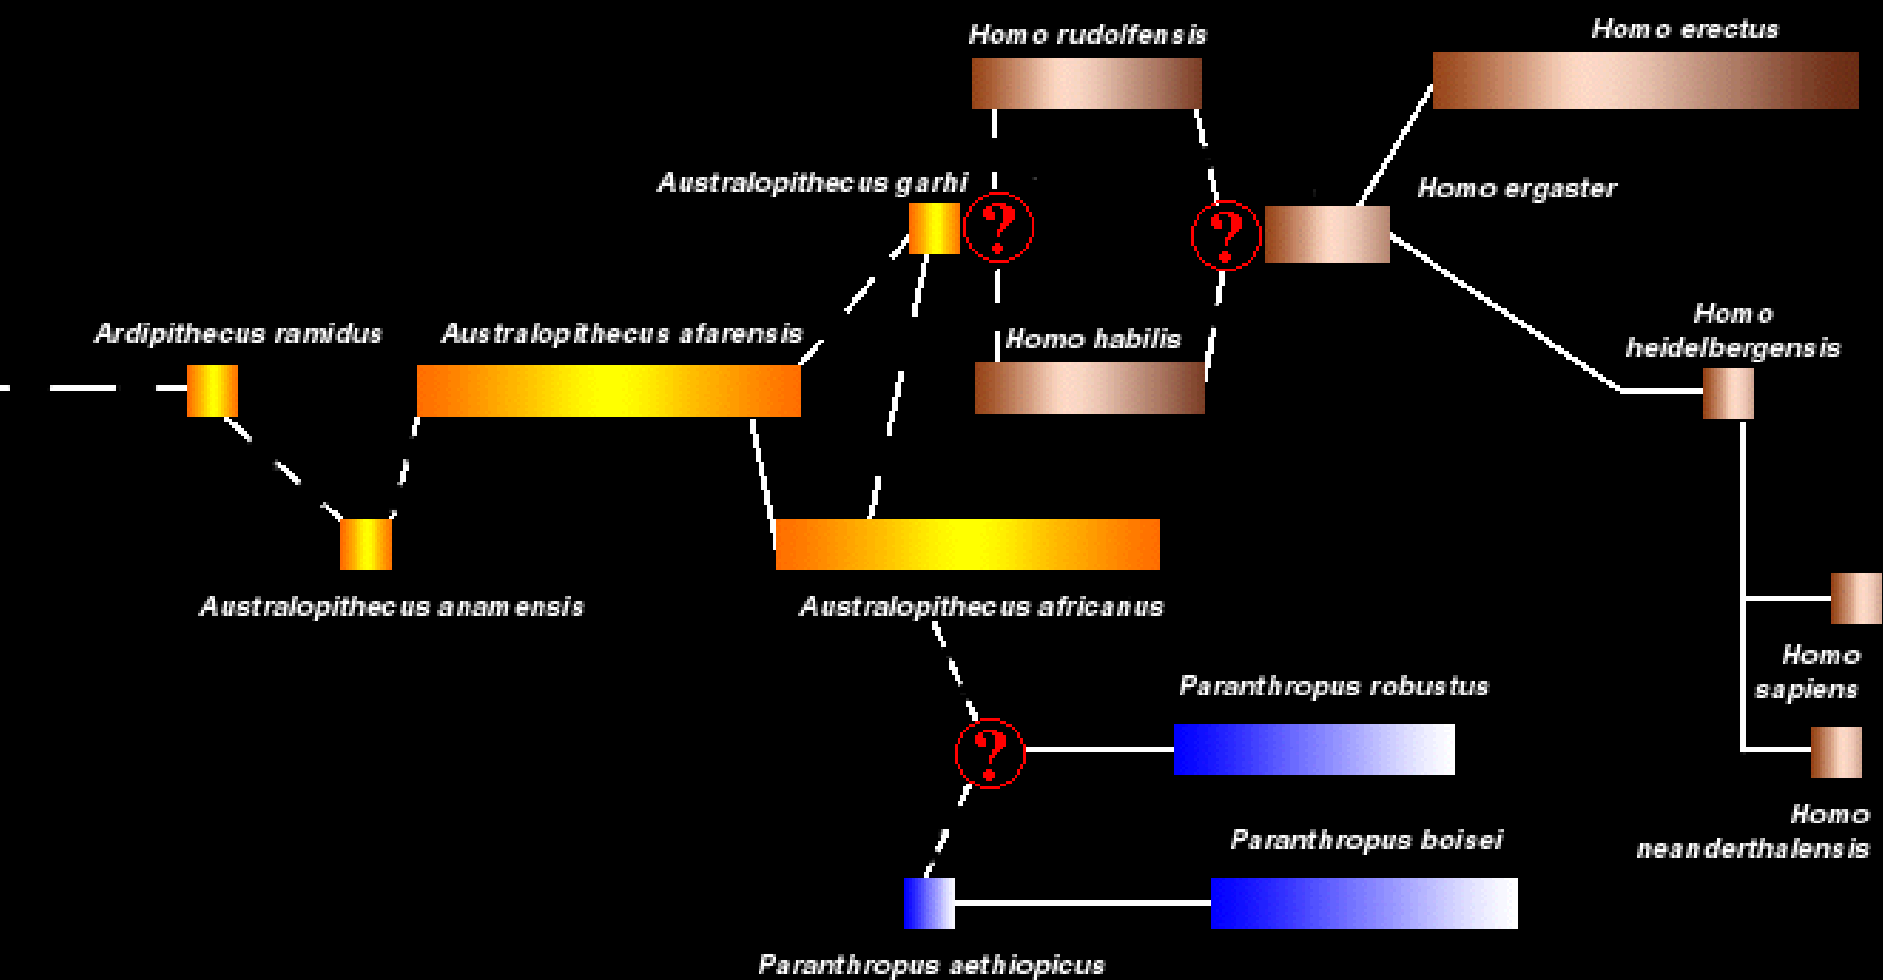 Homo rudolfensis
Homo erectus
Australopithecus garhi
?
?
Homo ergaster
Ardipithecus ramidus
Australopithecus afarensis
Homo habilis
Homo
heidelbergensis
Australopithecus anamensis
Australopithecus africanus
Homo
sapiens
Paranthropus robustus
?
Homo
neanderthalensis
Paranthropus boisei
Paranthropus aethiopicus